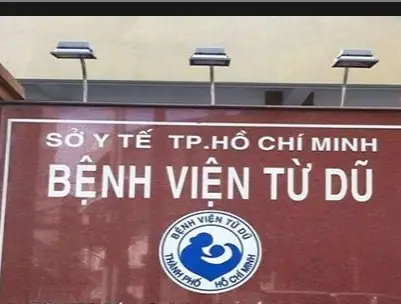 SỞ Y TẾ TP.HỒ CHÍ MINH
BỆNH VIỆN TỪ DŨ
BỆNH VIỆN TỪ DŨ
THÀNH PHỐ HỒ CHÍ MINH